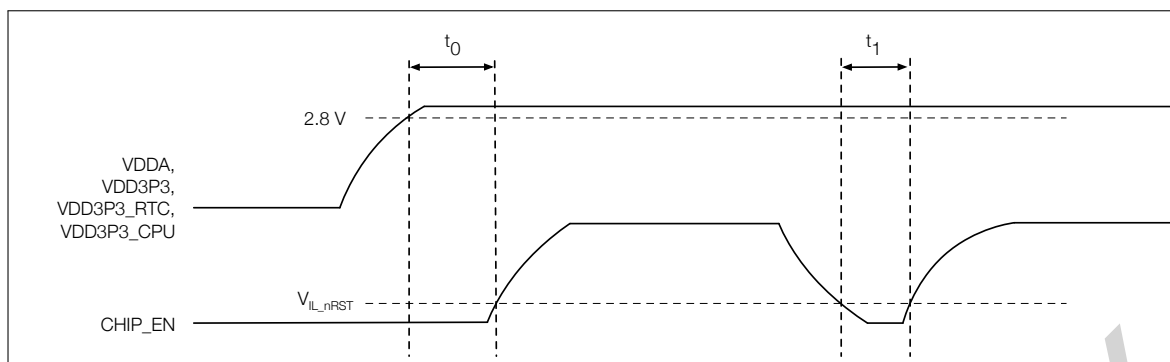 t0
t1
2.8 V
VDDA,
VDD3P3,
VDD3P3_RTC,
VDD3P3_CPU
VIL_nRST
CHIP_EN